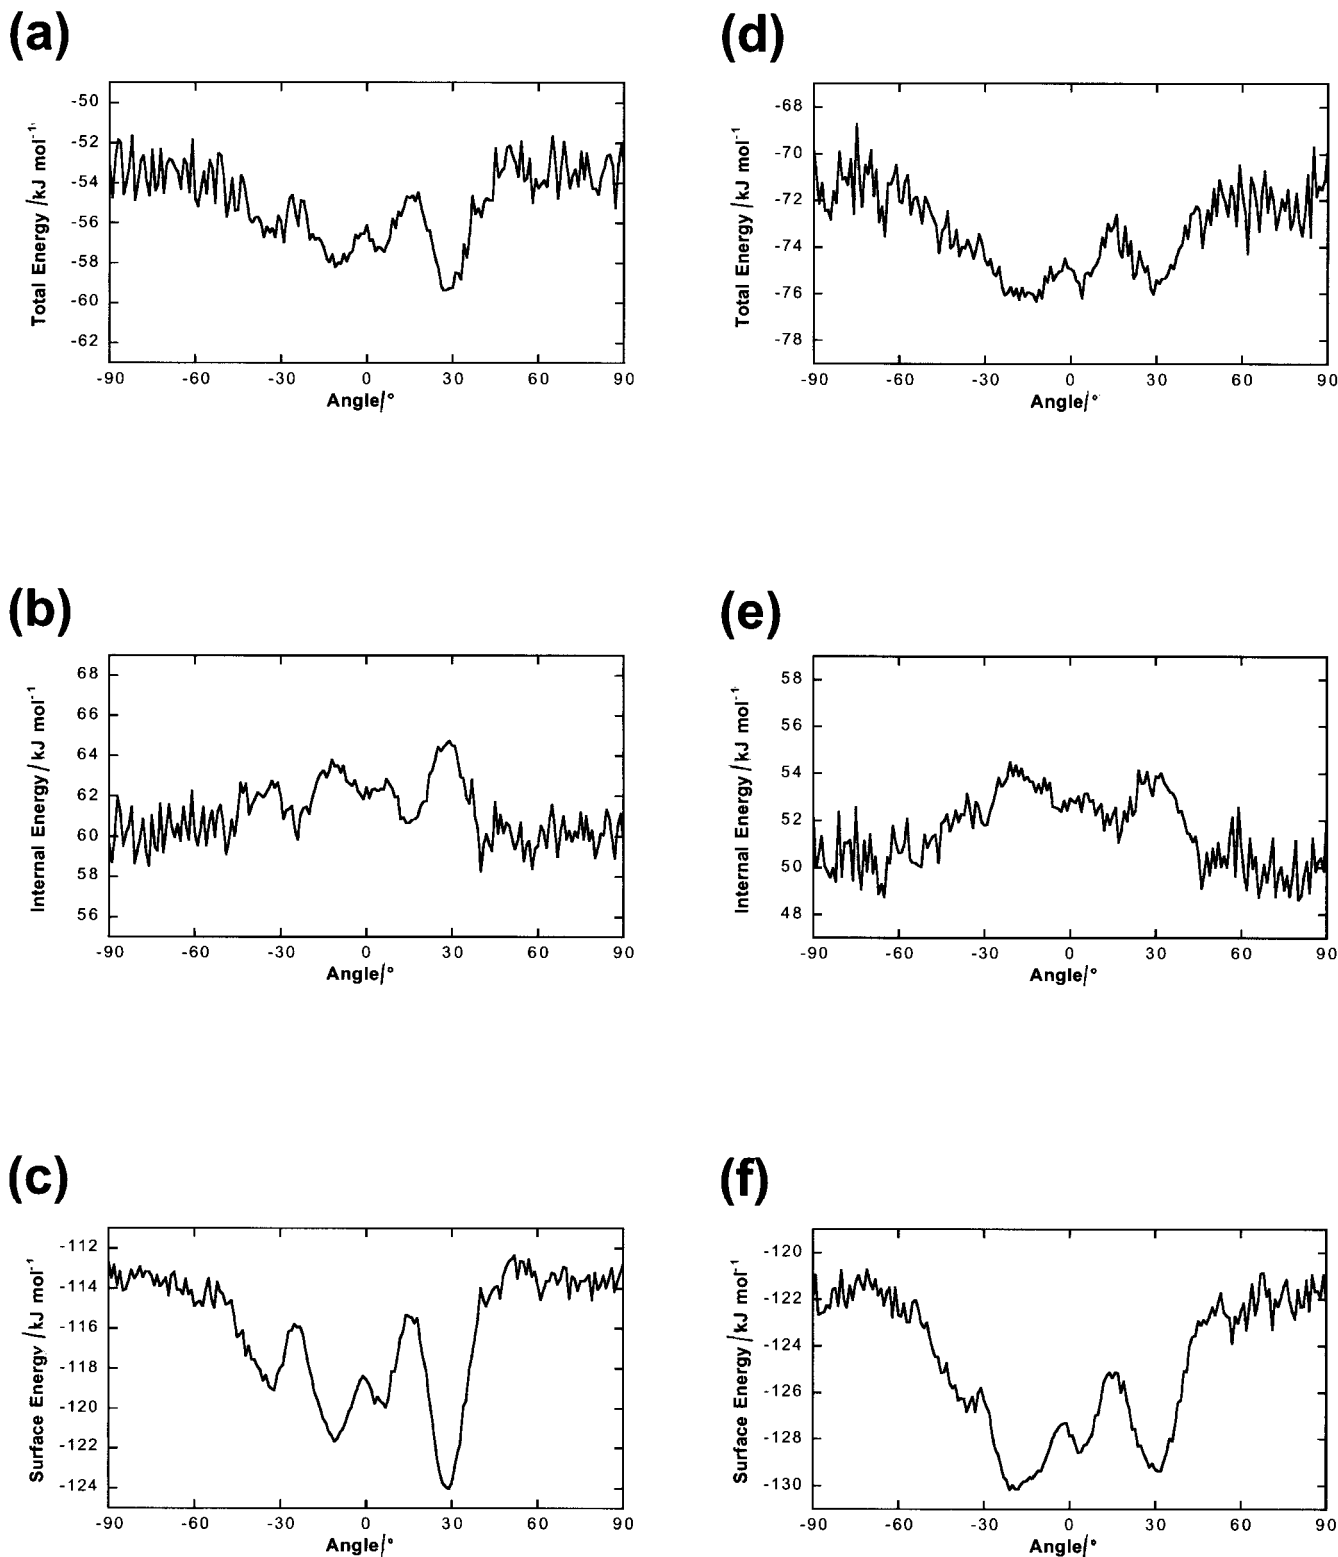 (a)
Total Energy /kJ mol⁻¹
-50
-52
-54
-56
-58
-60
-62
-90 -60 -30 0 30 60 90
Angle/°
(d)
Total Energy /kJ mol⁻¹
-68
-70
-72
-74
-76
-78
-90 -60 -30 0 30 60 90
Angle/°
(b)
Internal Energy / kJ mol⁻¹
68
66
64
62
60
58
56
-90 -60 -30 0 30 60 90
Angle/°
(e)
Internal Energy / kJ mol⁻¹
58
56
54
52
50
48
-90 -60 -30 0 30 60 90
Angle/°
(c)
Surface Energy /kJ mol⁻¹
-112
-114
-116
-118
-120
-122
-124
-90 -60 -30 0 30 60 90
Angle/°
(f)
Surface Energy /kJ mol⁻¹
-120
-122
-124
-126
-128
-130
-90 -60 -30 0 30 60 90
Angle/°